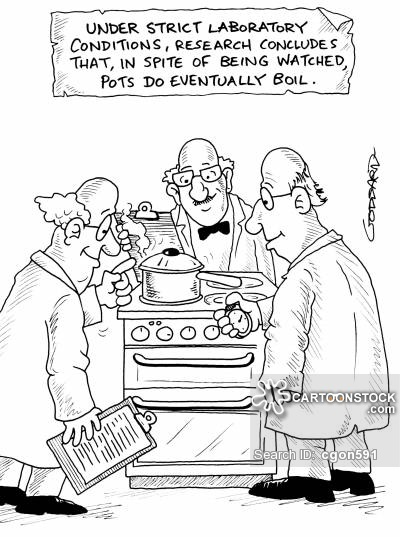 UNDER STRICT LABORATORY
CONDITIONS, RESEARCH CONCLUDES
THAT, IN SPITE OF BEING WATCHED,
POTS DO EVENTUALLY BOIL.
GODDARD
CARTOONSTOCK
.com
Search ID: cgon591